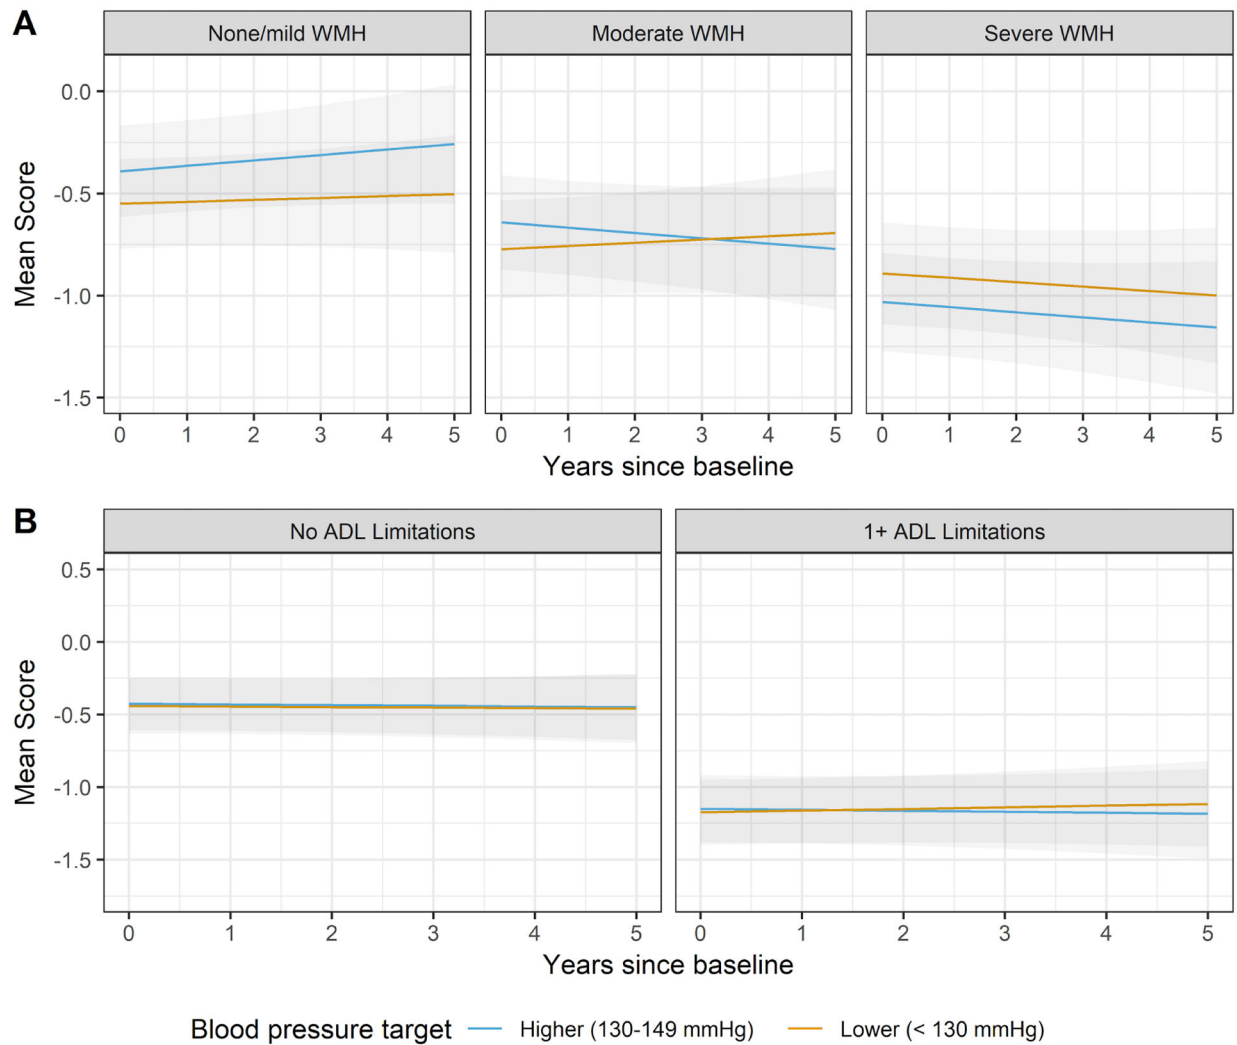 A
None/mild WMH
Moderate WMH
Severe WMH
Mean Score
0.0
-0.5
-1.0
-1.5
0 1 2 3 4 5
0 1 2 3 4 5
0 1 2 3 4 5
Years since baseline
B
No ADL Limitations
1+ ADL Limitations
Mean Score
0.5
0.0
-0.5
-1.0
-1.5
0 1 2 3 4 5
0 1 2 3 4 5
Years since baseline
Blood pressure target Higher (130-149 mmHg) Lower (< 130 mmHg)